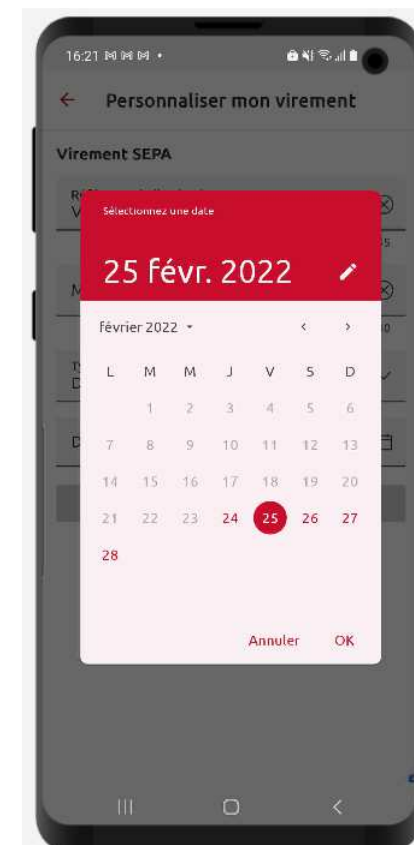 16:21
Personnaliser mon virement
Virement SEPA
Sélectionnez une date
25 févr. 2022
février 2022
L M M J V S D
1 2 3 4 5 6
7 8 9 10 11 12 13
14 15 16 17 18 19 20
21 22 23 24 25 26 27
28
Annuler OK